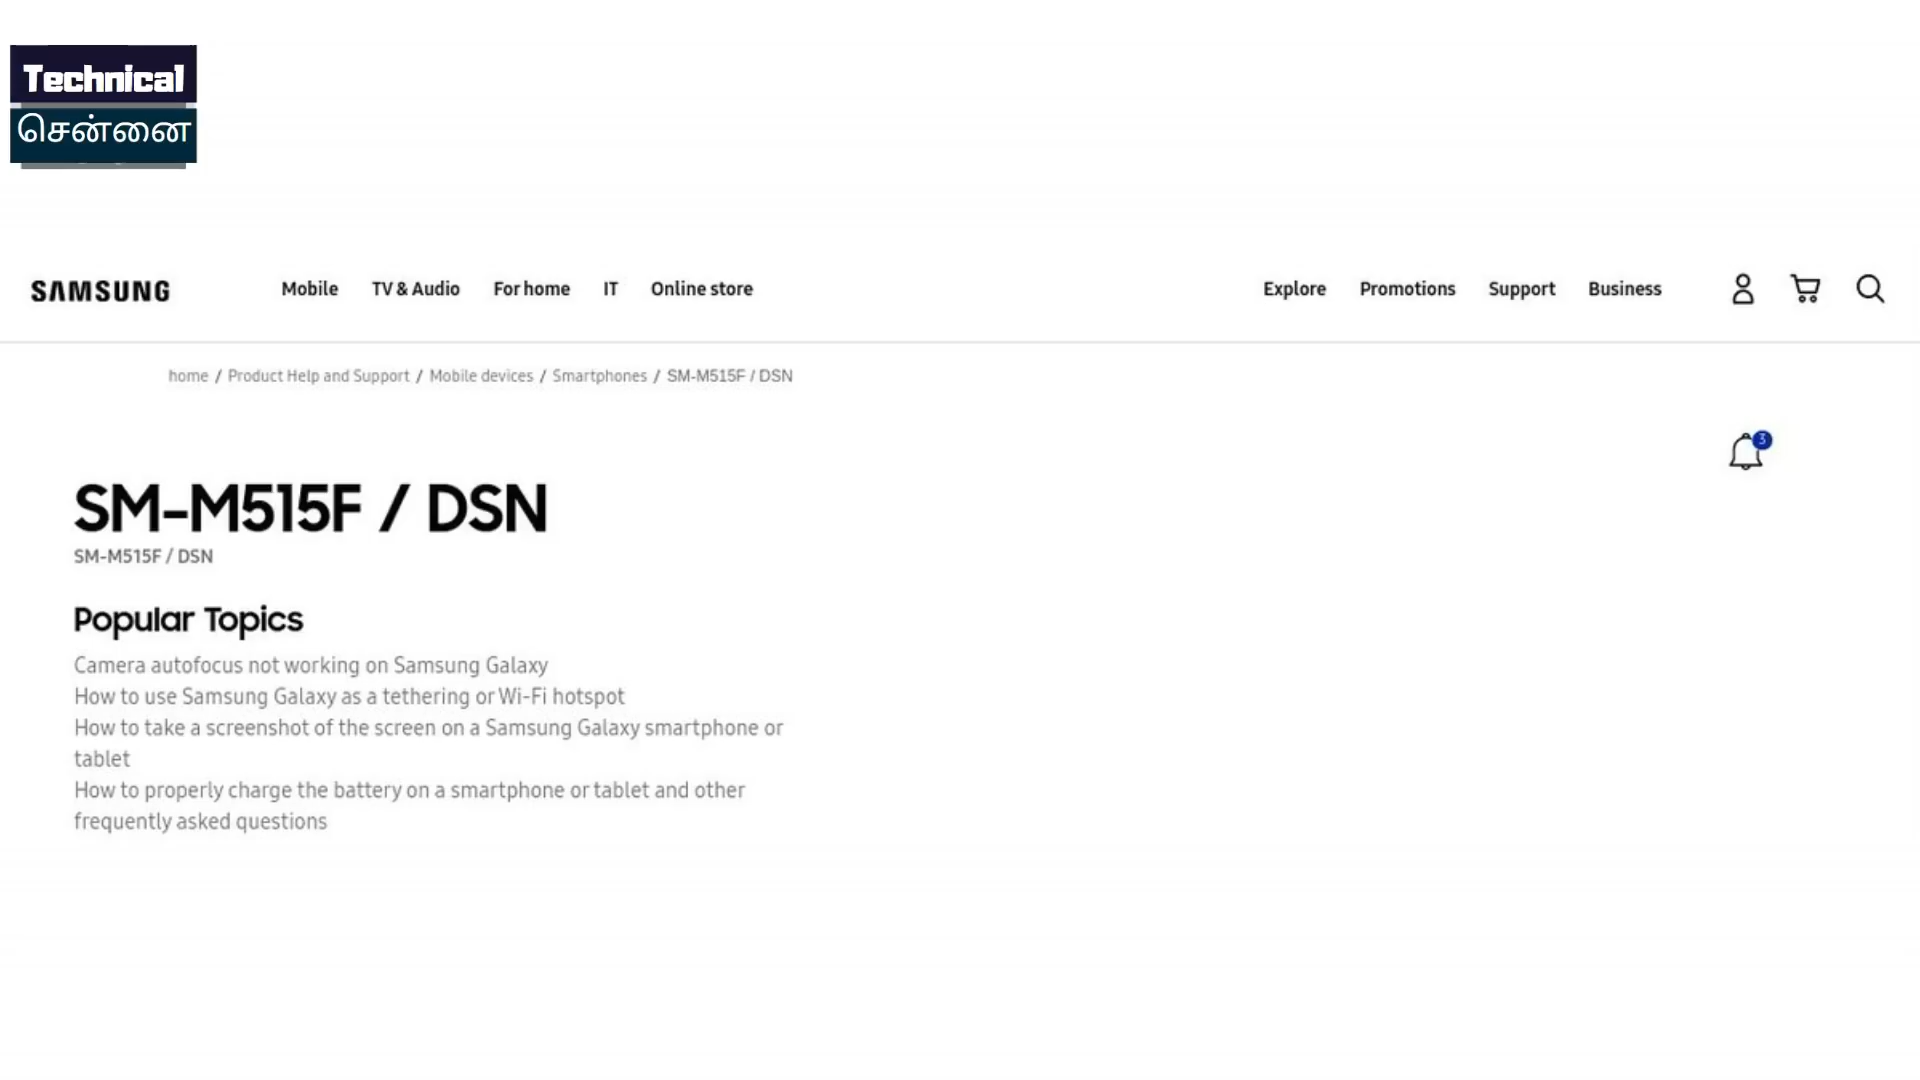 Technical
சென்னை
SAMSUNG Mobile TV & Audio For home IT Online store Explore Promotions Support Business
home / Product Help and Support / Mobile devices / Smartphones / SM-M515F / DSN
3
SM-M515F / DSN
SM-M515F / DSN
Popular Topics
Camera autofocus not working on Samsung Galaxy
How to use Samsung Galaxy as a tethering or Wi-Fi hotspot
How to take a screenshot of the screen on a Samsung Galaxy smartphone or
tablet
How to properly charge the battery on a smartphone or tablet and other
frequently asked questions